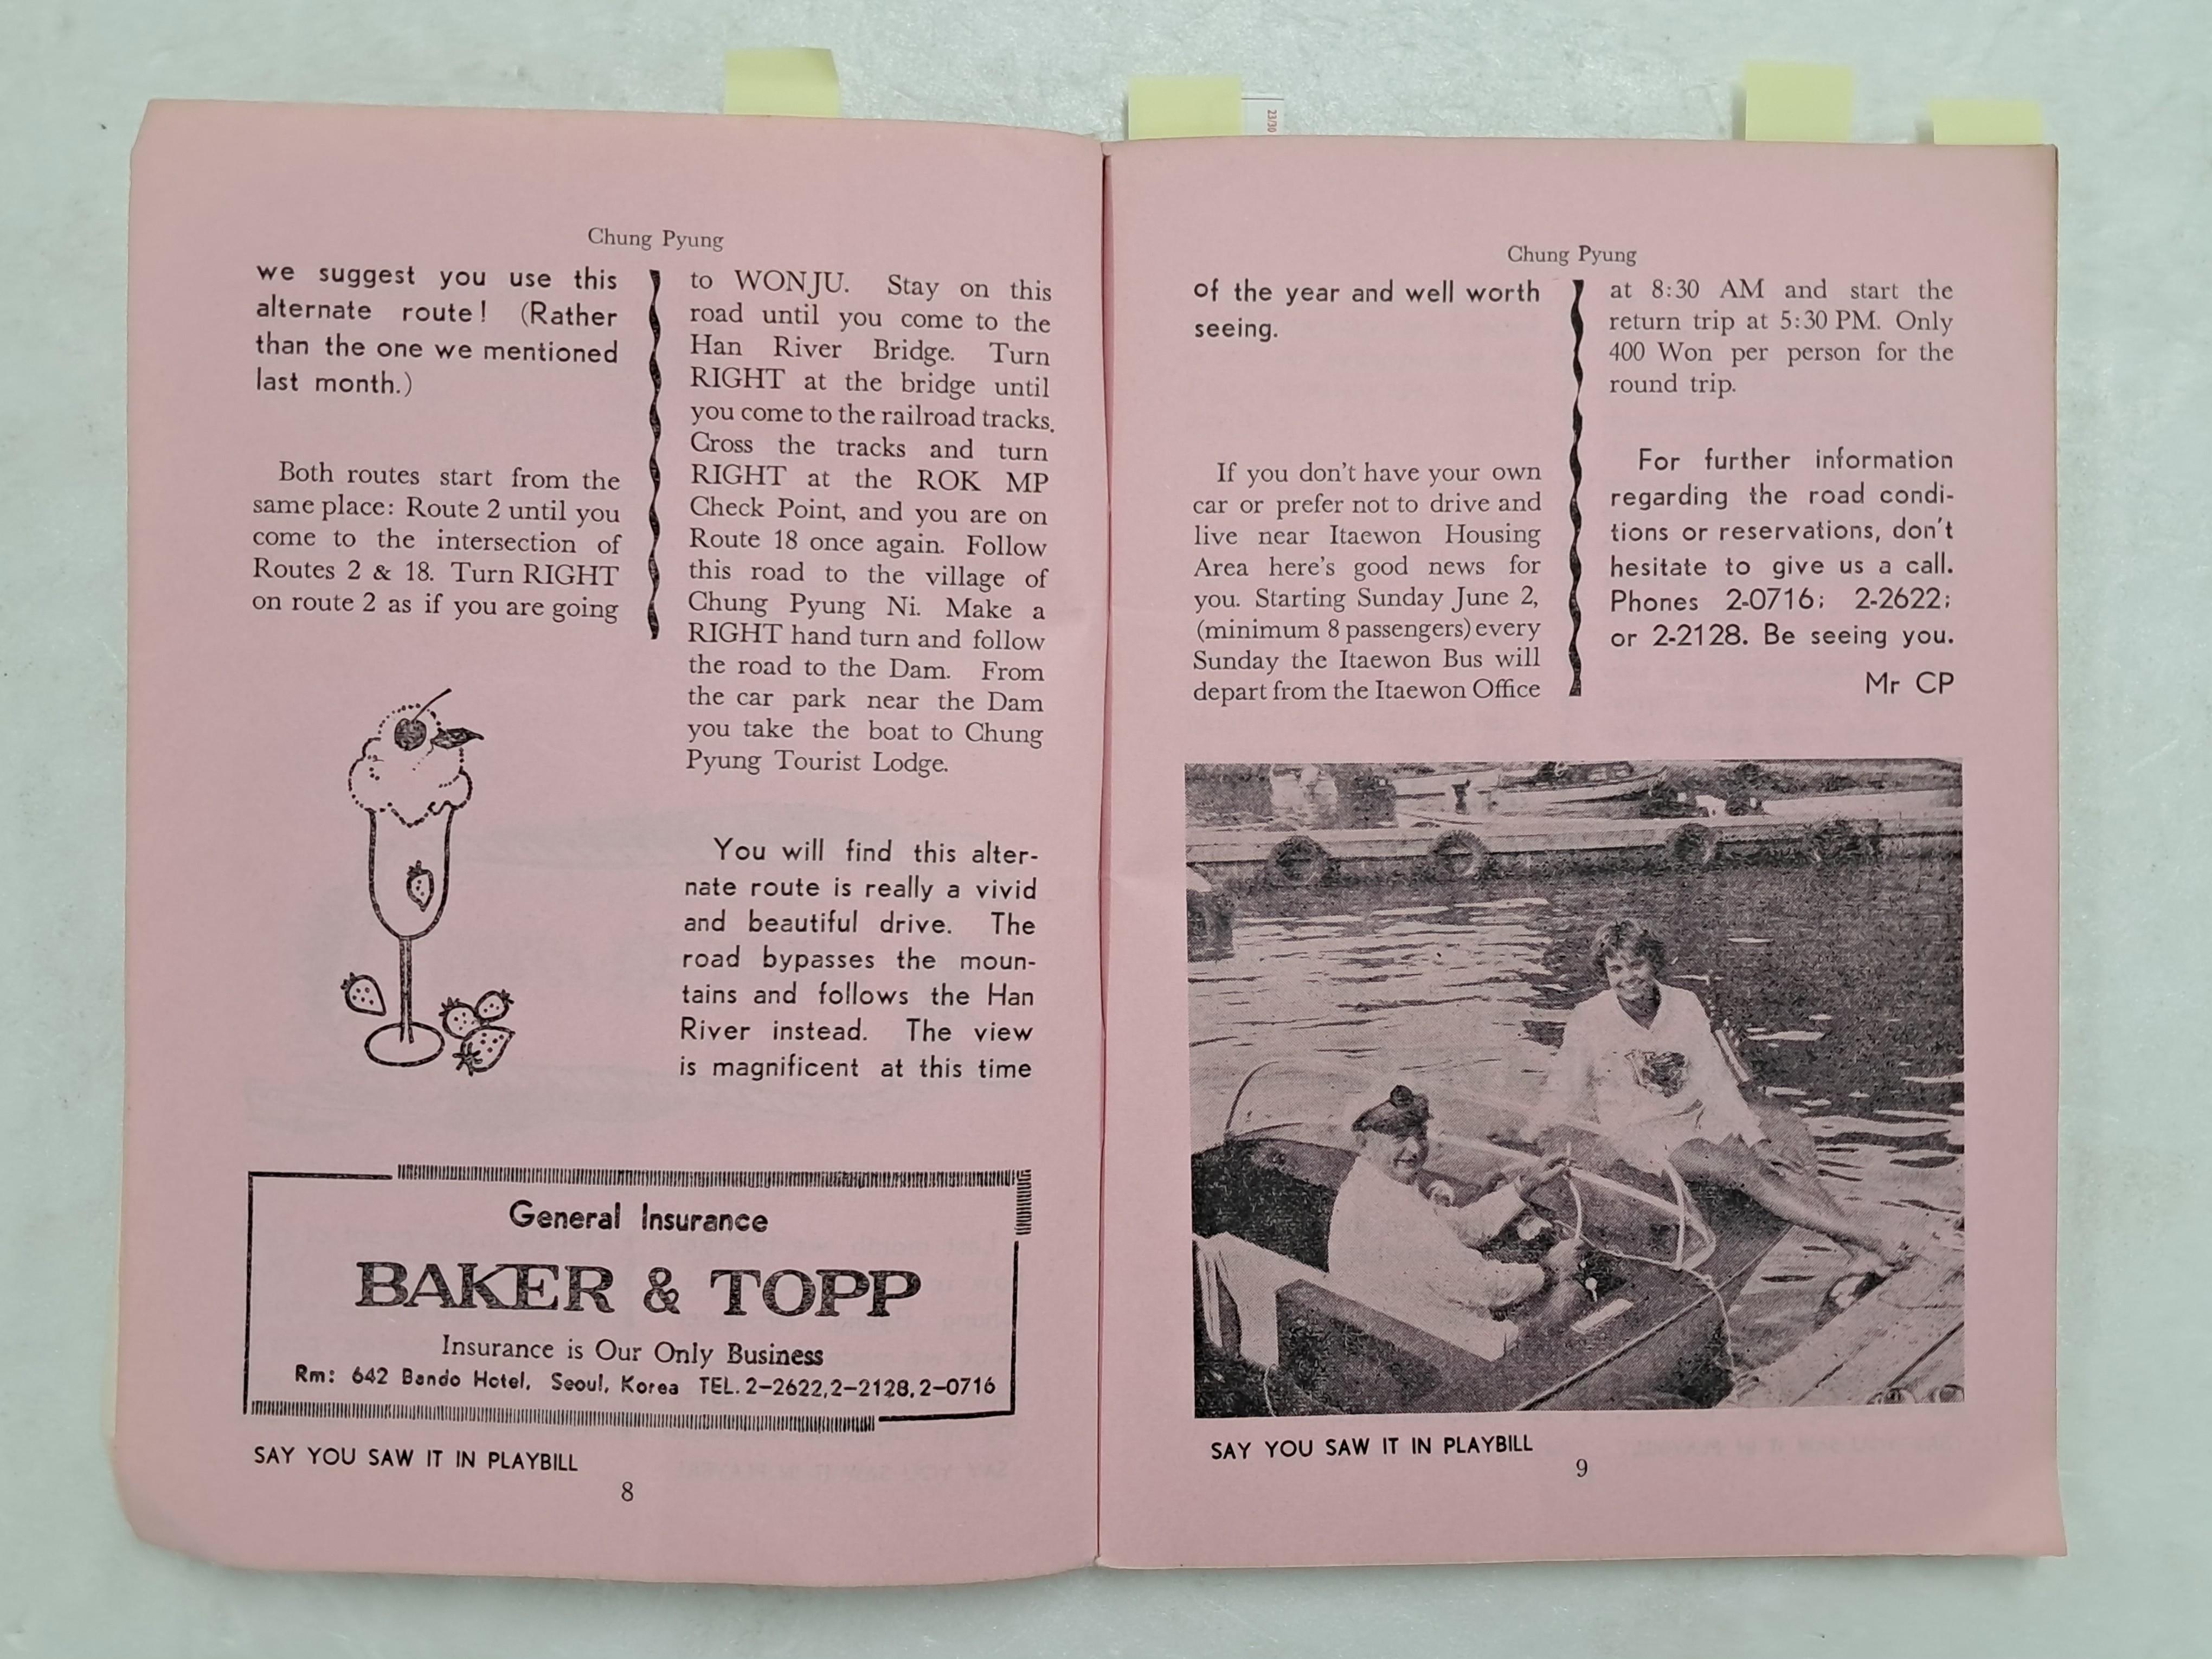 Chung Pyung
we suggest you use this
alternate route! (Rather
than the one we mentioned
last month.)
Both routes start from the
same place: Route 2 until you
come to the intersection of
Routes 2 & 18. Turn RIGHT
on route 2 as if you are going
to WONJU. Stay on this
road until you come to the
Han River Bridge. Turn
RIGHT at the bridge until
you come to the railroad tracks.
Cross the tracks and turn
RIGHT at the ROK MP
Check Point, and you are on
Route 18 once again. Follow
this road to the village of
Chung Pyung Ni. Make a
RIGHT hand turn and follow
the road to the Dam. From
the car park near the Dam
you take the boat to Chung
Pyung Tourist Lodge.
You will find this alter-
nate route is really a vivid
and beautiful drive. The
road bypasses the moun-
tains and follows the Han
River instead. The view
is magnificent at this time
General Insurance
BAKER & TOPP
Insurance is Our Only Business
Rm: 642 Bando Hotel, Seoul, Korea TEL. 2-2622, 2-2128, 2-0716
SAY YOU SAW IT IN PLAYBILL
8
23/30
Chung Pyung
of the year and well worth
seeing.
If you don't have your own
car or prefer not to drive and
live near Itaewon Housing
Area here's good news for
you. Starting Sunday June 2,
(minimum 8 passengers) every
Sunday the Itaewon Bus will
depart from the Itaewon Office
at 8:30 AM and start the
return trip at 5:30 PM. Only
400 Won per person for the
round trip.
For further information
regarding the road condi-
tions or reservations, don't
hesitate to give us a call.
Phones 2-0716; 2-2622;
or 2-2128. Be seeing you.
Mr CP
SAY YOU SAW IT IN PLAYBILL
9